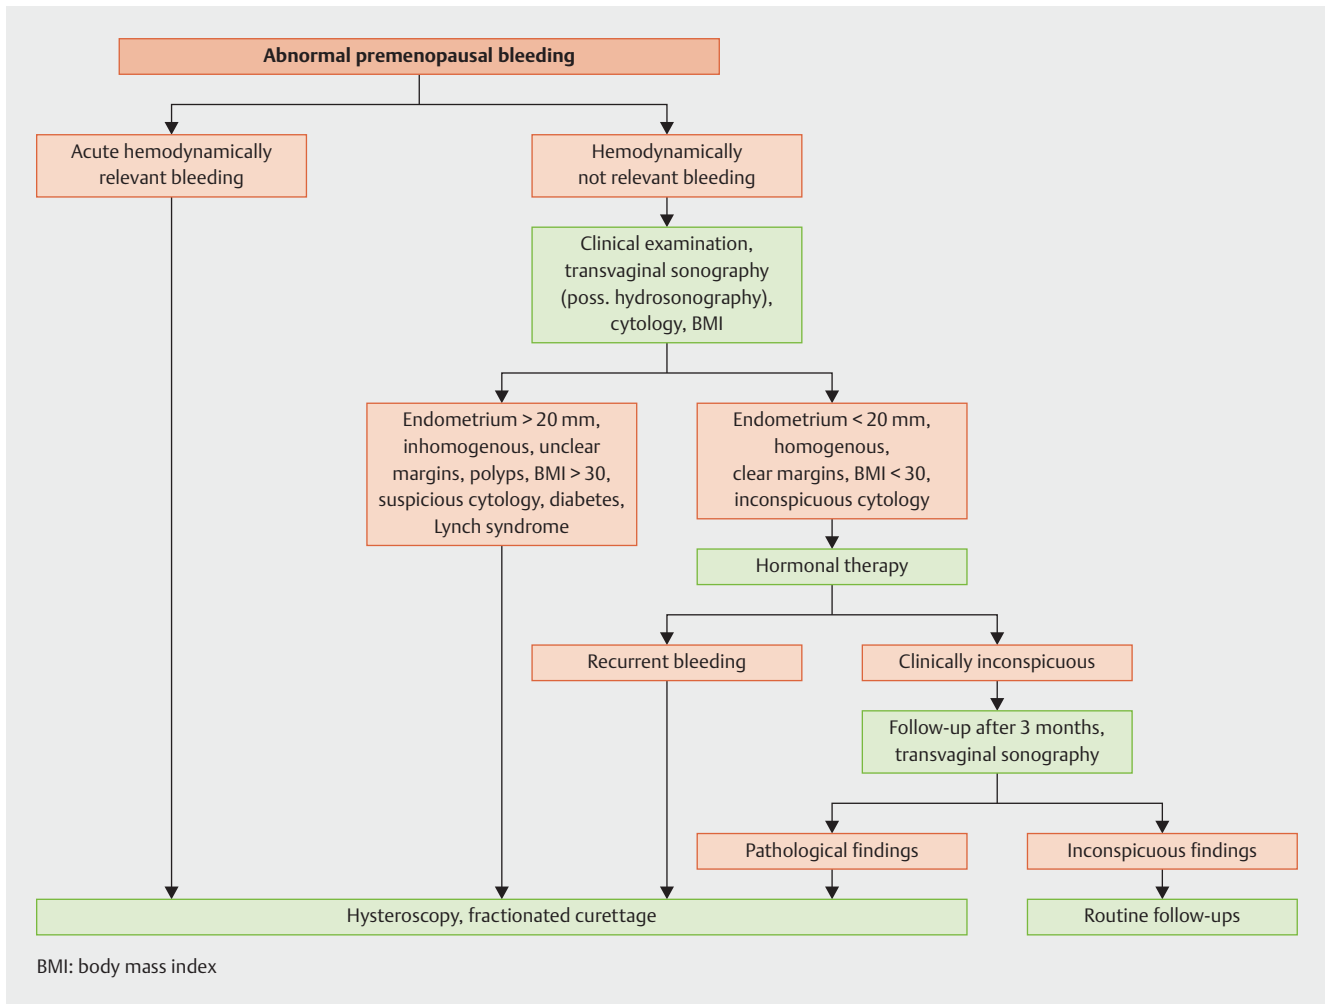 Abnormal premenopausal bleeding
Acute hemodynamically
relevant bleeding
Hemodynamically
not relevant bleeding
Clinical examination,
transvaginal sonography
(poss. hydrosonography),
cytology, BMI
Endometrium > 20 mm,
inhomogenous, unclear
margins, polyps, BMI > 30,
suspicious cytology, diabetes,
Lynch syndrome
Endometrium < 20 mm,
homogenous,
clear margins, BMI < 30,
inconspicuous cytology
Hormonal therapy
Recurrent bleeding
Clinically inconspicuous
Follow-up after 3 months,
transvaginal sonography
Pathological findings
Inconspicuous findings
Hysteroscopy, fractionated curettage
Routine follow-ups
BMI: body mass index